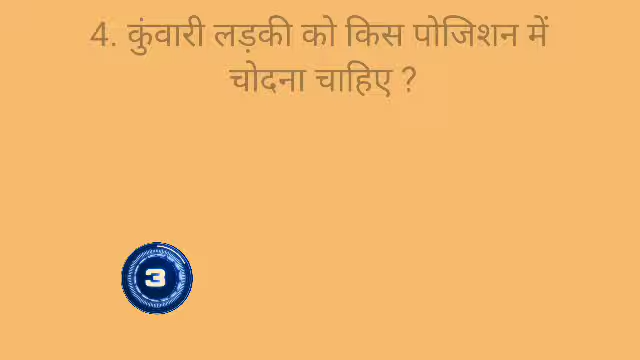 4. कुंवारी लड़की को किस पोजिशन में
चोदना चाहिए ?
3